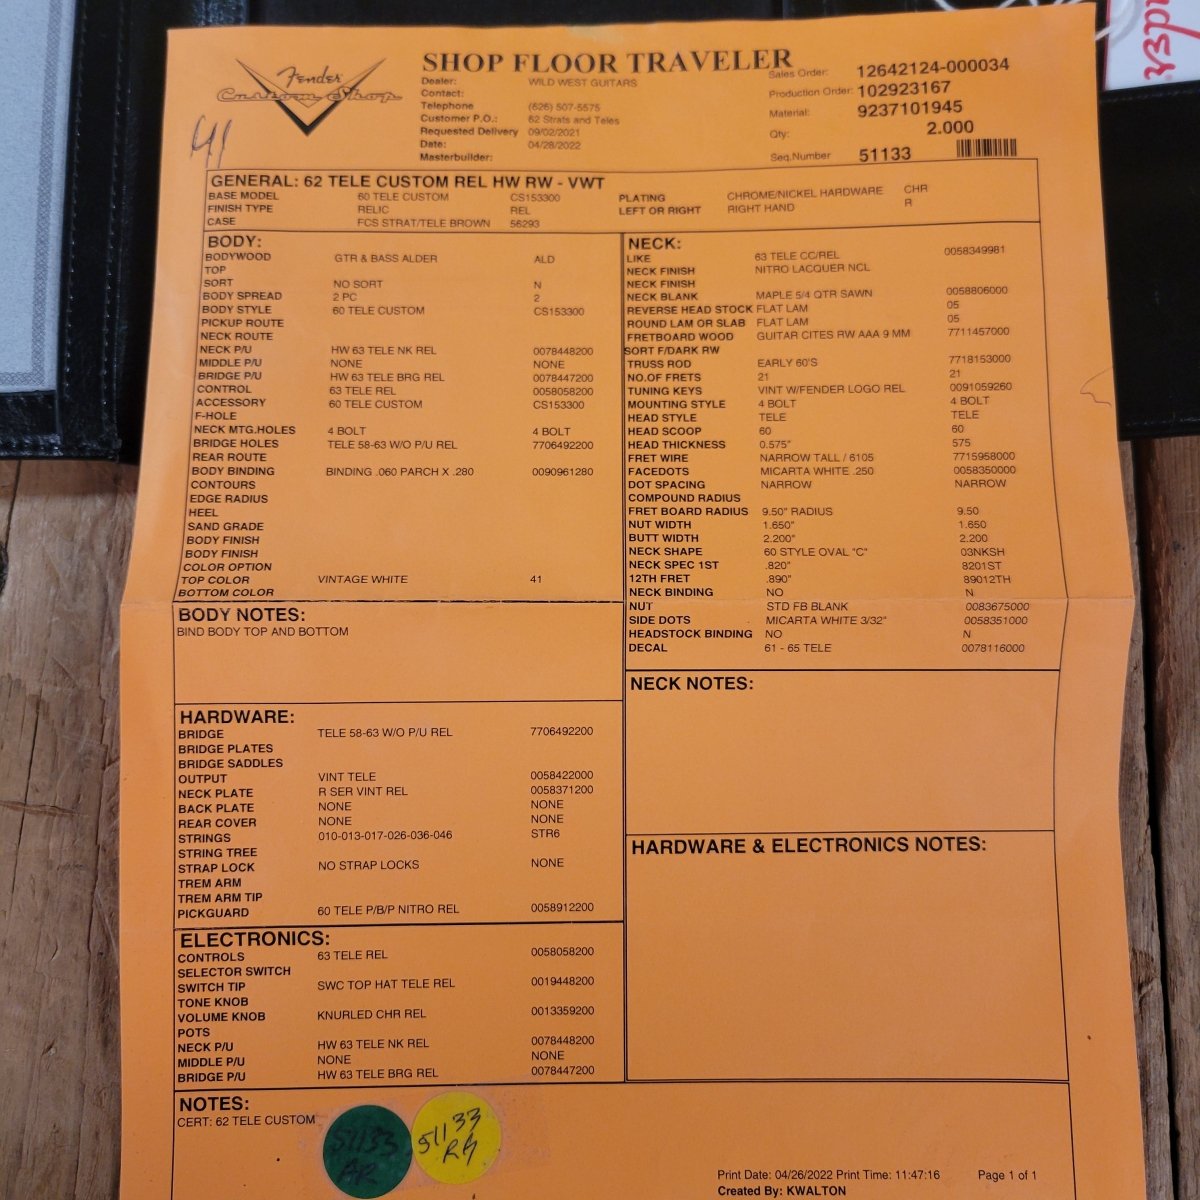 Fender
Custom Shop
SHOP FLOOR TRAVELER
41
Dealer: WILD WEST GUITARS
Contact:
Telephone (626) 507-5575
Customer P.O.: 62 Strats and Teles
Requested Delivery 09/02/2021
Date: 04/28/2022
Masterbuilder:
Sales Order: 12642124-000034
Production Order: 102923167
Material: 9237101945
Qty: 2.000
Seq.Number 51133
GENERAL: 62 TELE CUSTOM REL HW RW - VWT
BASE MODEL 60 TELE CUSTOM CS153300 PLATING CHROME/NICKEL HARDWARE CHR
FINISH TYPE RELIC REL LEFT OR RIGHT RIGHT HAND R
CASE FCS STRAT/TELE BROWN 56293
BODY:
BODYWOOD GTR & BASS ALDER ALD
TOP
SORT NO SORT N
BODY SPREAD 2 PC 2
BODY STYLE 60 TELE CUSTOM CS153300
PICKUP ROUTE
NECK ROUTE
NECK P/U HW 63 TELE NK REL 0078448200
MIDDLE P/U NONE NONE
BRIDGE P/U HW 63 TELE BRG REL 0078447200
CONTROL 63 TELE REL 0058058200
ACCESSORY 60 TELE CUSTOM CS153300
F-HOLE
NECK MTG.HOLES 4 BOLT 4 BOLT
BRIDGE HOLES TELE 58-63 W/O P/U REL 7706492200
REAR ROUTE
BODY BINDING BINDING .060 PARCH X .280 0090961280
CONTOURS
EDGE RADIUS
HEEL
SAND GRADE
BODY FINISH
BODY FINISH
COLOR OPTION
TOP COLOR VINTAGE WHITE 41
BOTTOM COLOR
BODY NOTES:
BIND BODY TOP AND BOTTOM
HARDWARE:
BRIDGE TELE 58-63 W/O P/U REL 7706492200
BRIDGE PLATES
BRIDGE SADDLES
OUTPUT VINT TELE 0058422000
NECK PLATE R SER VINT REL 0058371200
BACK PLATE NONE NONE
REAR COVER NONE NONE
STRINGS 010-013-017-026-036-046 STR6
STRING TREE
STRAP LOCK NO STRAP LOCKS NONE
TREM ARM
TREM ARM TIP
PICKGUARD 60 TELE P/B/P NITRO REL 0058912200
ELECTRONICS:
CONTROLS 63 TELE REL 0058058200
SELECTOR SWITCH
SWITCH TIP SWC TOP HAT TELE REL 0019448200
TONE KNOB
VOLUME KNOB KNURLED CHR REL 0013359200
POTS
NECK P/U HW 63 TELE NK REL 0078448200
MIDDLE P/U NONE NONE
BRIDGE P/U HW 63 TELE BRG REL 0078447200
NECK:
LIKE 63 TELE CC/REL 0058349981
NECK FINISH NITRO LACQUER NCL
NECK FINISH
NECK BLANK MAPLE 5/4 QTR SAWN 0058806000
REVERSE HEAD STOCK FLAT LAM 05
ROUND LAM OR SLAB FLAT LAM 05
FRETBOARD WOOD GUITAR CITES RW AAA 9 MM 7711457000
SORT F/DARK RW
TRUSS ROD EARLY 60'S 7718153000
NO.OF FRETS 21 21
TUNING KEYS VINT W/FENDER LOGO REL 0091059260
MOUNTING STYLE 4 BOLT 4 BOLT
HEAD STYLE TELE TELE
HEAD SCOOP 60 60
HEAD THICKNESS 0.575" 575
FRET WIRE NARROW TALL / 6105 7715958000
FACEDOTS MICARTA WHITE .250 0058350000
DOT SPACING NARROW NARROW
COMPOUND RADIUS
FRET BOARD RADIUS 9.50" RADIUS 9.50
NUT WIDTH 1.650" 1.650
BUTT WIDTH 2.200" 2.200
NECK SHAPE 60 STYLE OVAL "C" 03NKSH
NECK SPEC 1ST .820" 8201ST
12TH FRET .890" 89012TH
NECK BINDING NO N
NUT STD FB BLANK 0083675000
SIDE DOTS MICARTA WHITE 3/32" 0058351000
HEADSTOCK BINDING NO N
DECAL 61 - 65 TELE 0078116000
NECK NOTES:
HARDWARE & ELECTRONICS NOTES:
NOTES:
CERT: 62 TELE CUSTOM
51133
AR
51133
RH
Print Date: 04/26/2022 Print Time: 11:47:16 Page 1 of 1
Created By: KWALTON